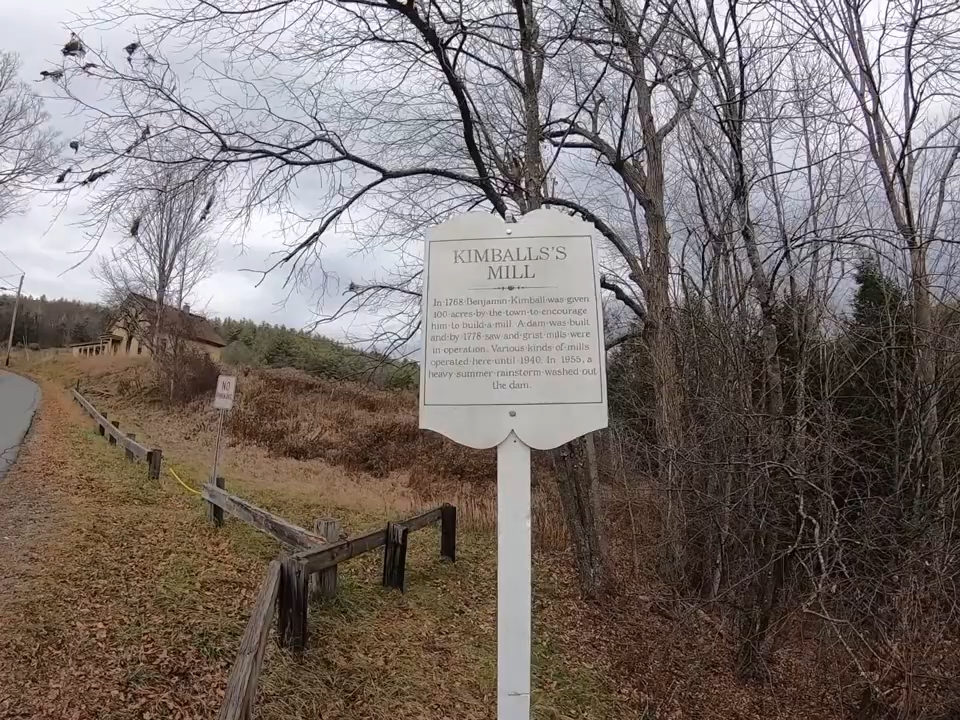 KIMBALLS'S
MILL
In 1768 Benjamin Kimball was given
100 acres by the town to encourage
him to build a mill. A dam was built
and by 1778 saw and grist mills were
in operation. Various kinds of mills
operated here until 1940. In 1955, a
heavy summer rainstorm washed out
the dam.
NO
PARKING